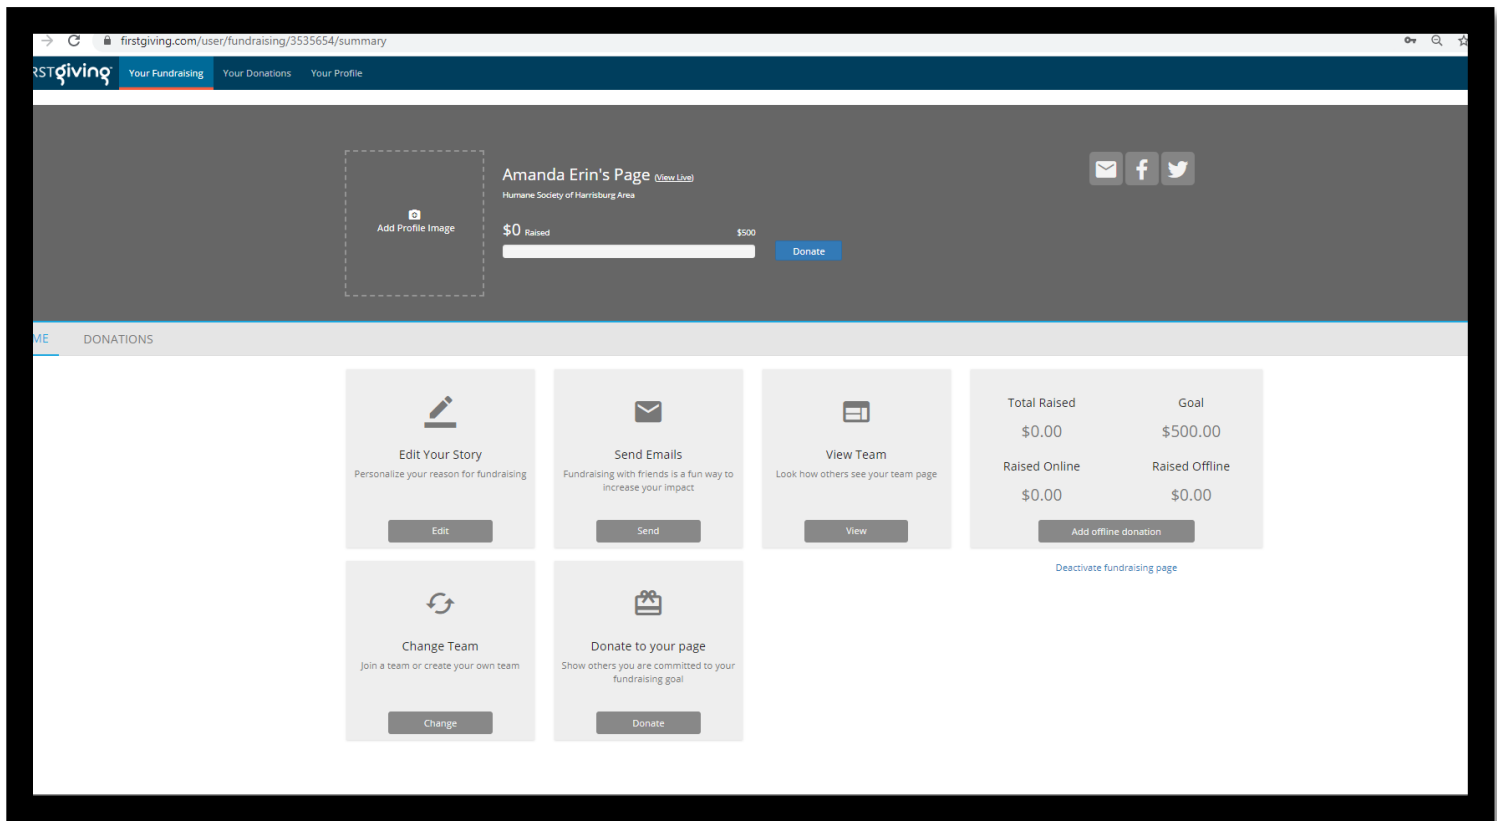 firstgiving.com/user/fundraising/3535654/summary
RSTgiving Your Fundraising Your Donations Your Profile
Amanda Erin's Page (View Live)
Humane Society of Harrisburg Area
Add Profile Image
$0 Raised $500
Donate
ME DONATIONS
Edit Your Story
Personalize your reason for fundraising
Edit
Send Emails
Fundraising with friends is a fun way to
increase your impact
Send
View Team
Look how others see your team page
View
Total Raised Goal
$0.00 $500.00
Raised Online Raised Offline
$0.00 $0.00
Add offline donation
Deactivate fundraising page
Change Team
Join a team or create your own team
Change
Donate to your page
Show others you are committed to your
fundraising goal
Donate